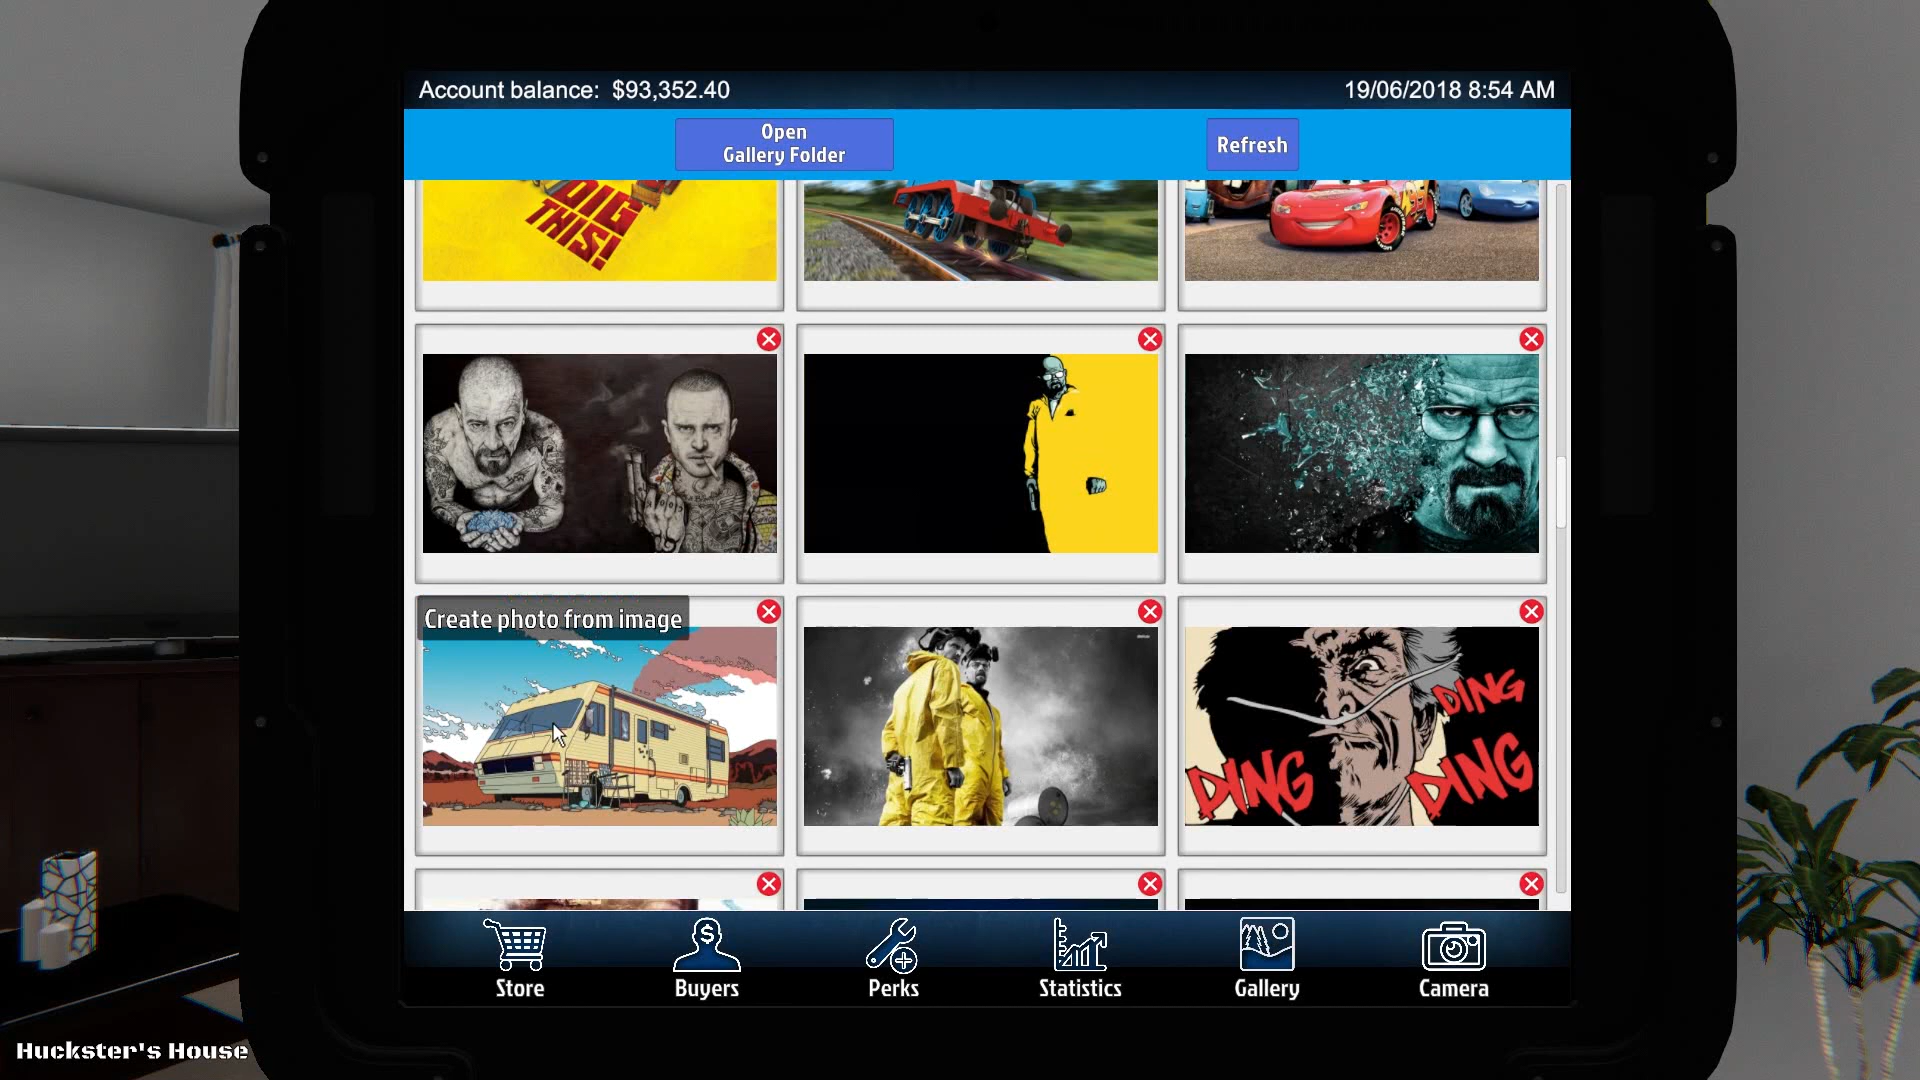 Account balance: $93,352.40
19/06/2018 8:54 AM
Open
Gallery Folder
Refresh
DIG
THIS!
Create photo from image
DING
DING
DING
Store
Buyers
Perks
Statistics
Gallery
Camera
Huckster's House